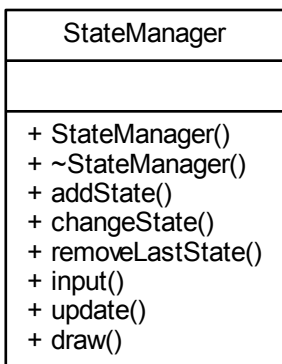 StateManager
+ StateManager()
+ ~StateManager()
+ addState()
+ changeState()
+ removeLastState()
+ input()
+ update()
+ draw()